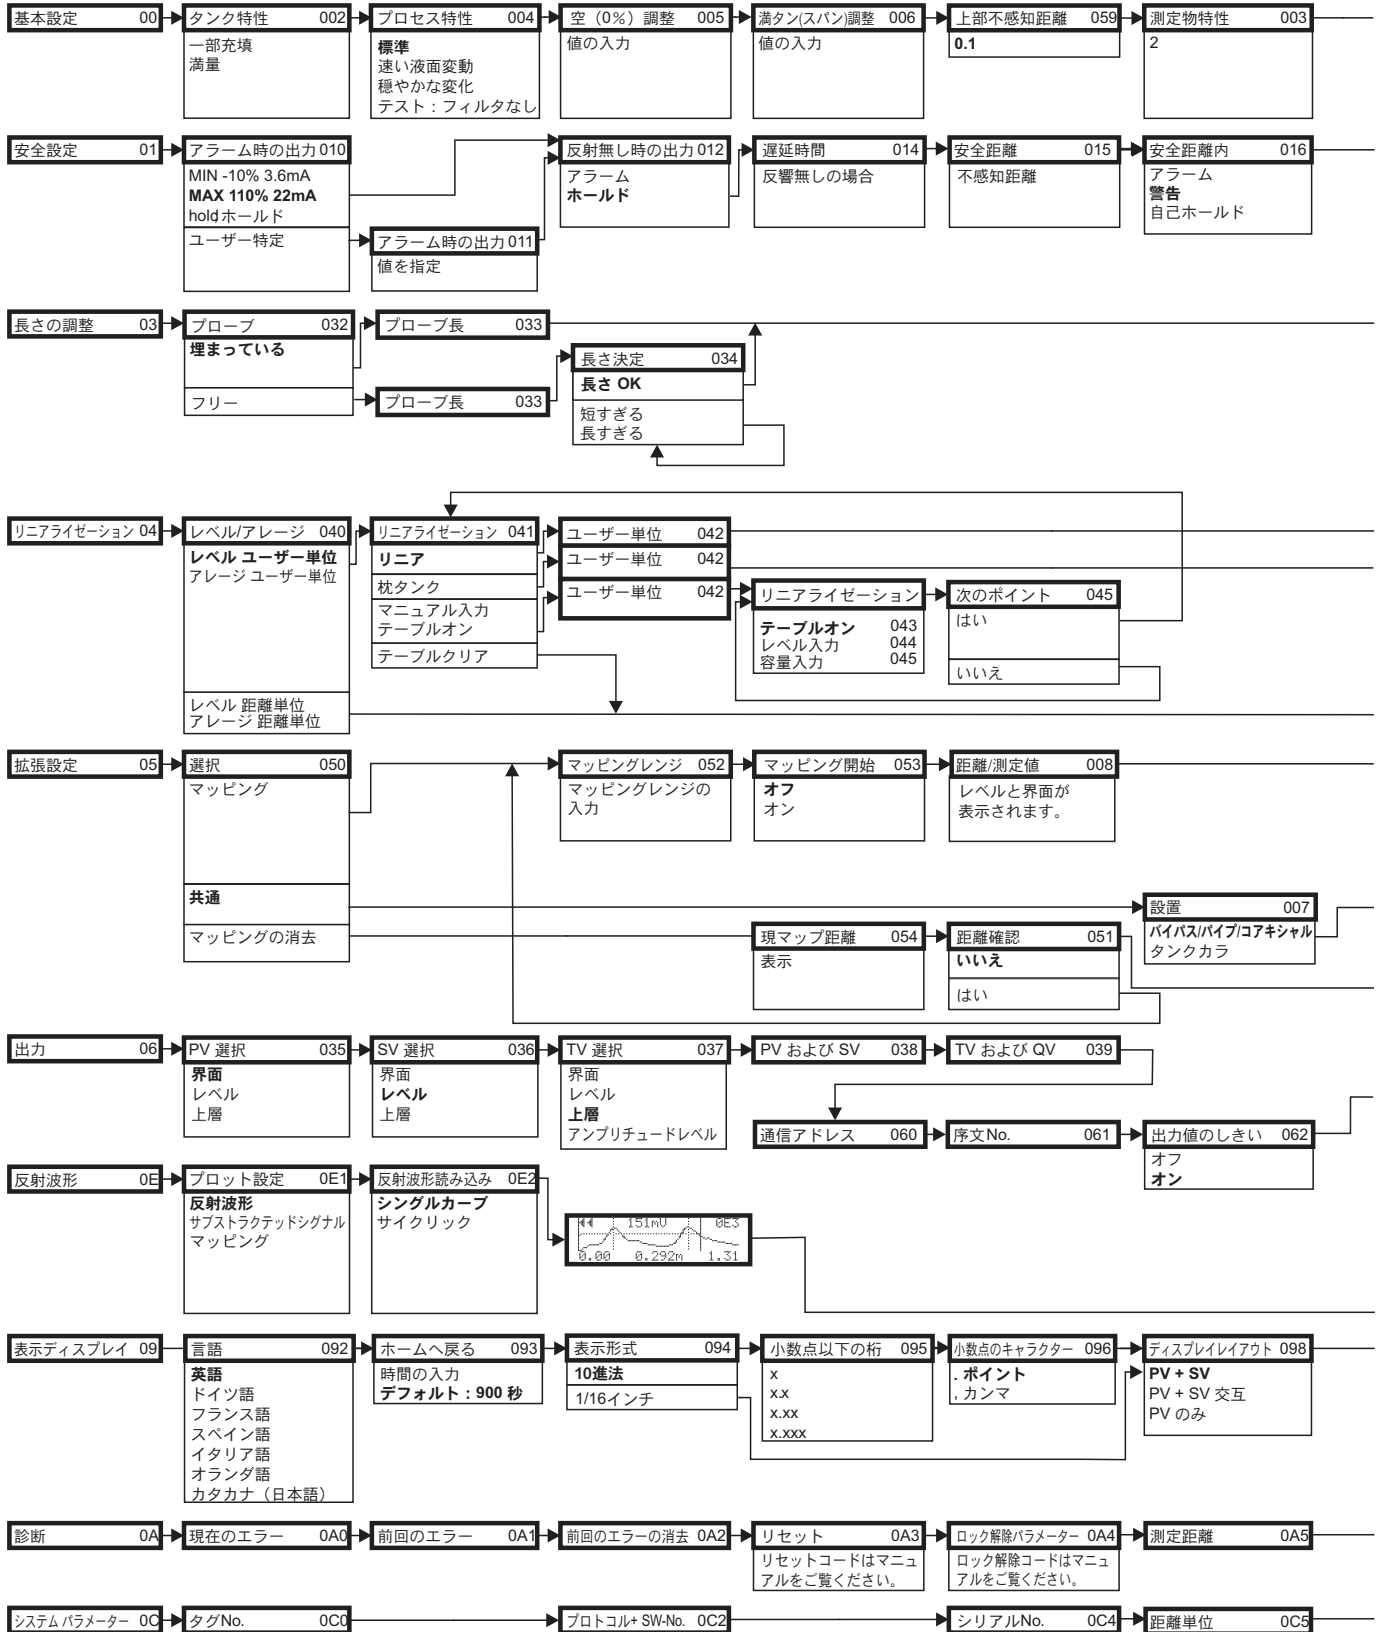 基本設定 00
タンク特性 002
一部充填
満量
プロセス特性 004
標準
速い液面変動
穏やかな変化
テスト：フィルタなし
空（0%）調整 005
値の入力
満タン(スパン)調整 006
値の入力
上部不感知距離 059
0.1
測定物特性 003
2
安全設定 01
アラーム時の出力 010
MIN -10% 3.6mA
MAX 110% 22mA
hold ホールド
ユーザー特定
アラーム時の出力 011
値を指定
反射無し時の出力 012
アラーム
ホールド
遅延時間 014
反響無しの場合
安全距離 015
不感知距離
安全距離内 016
アラーム
警告
自己ホールド
長さの調整 03
プローブ 032
埋まっている
フリー
プローブ長 033
プローブ長 033
長さ決定 034
長さ OK
短すぎる
長すぎる
リニアライゼーション 04
レベル/アレージ 040
レベル ユーザー単位
アレージ ユーザー単位
レベル 距離単位
アレージ 距離単位
リニアライゼーション 041
リニア
枕タンク
マニュアル入力
テーブルオン
テーブルクリア
ユーザー単位 042
ユーザー単位 042
ユーザー単位 042
リニアライゼーション
テーブルオン 043
レベル入力 044
容量入力 045
次のポイント 045
はい
いいえ
拡張設定 05
選択 050
マッピング
共通
マッピングの消去
マッピングレンジ 052
マッピングレンジの
入力
マッピング開始 053
オフ
オン
距離/測定値 008
レベルと界面が
表示されます。
設置 007
バイパス/パイプ/コアキシャル
タンクカラ
現マップ距離 054
表示
距離確認 051
いいえ
はい
出力 06
PV 選択 035
界面
レベル
上層
SV 選択 036
界面
レベル
上層
TV 選択 037
界面
レベル
上層
アンプリチュードレベル
PV および SV 038
TV および QV 039
通信アドレス 060
序文No. 061
出力値のしきい 062
オフ
オン
反射波形 0E
プロット設定 0E1
反射波形
サブストラクテッドシグナル
マッピング
反射波形読み込み 0E2
シングルカーブ
サイクリック
151mV 0E3
0.00 0.292m 1.31
表示ディスプレイ 09
言語 092
英語
ドイツ語
フランス語
スペイン語
イタリア語
オランダ語
カタカナ（日本語）
ホームへ戻る 093
時間の入力
デフォルト：900 秒
表示形式 094
10進法
1/16インチ
小数点以下の桁 095
x
x.x
x.xx
x.xxx
小数点のキャラクター 096
. ポイント
, カンマ
ディスプレイレイアウト 098
PV + SV
PV + SV 交互
PV のみ
診断 0A
現在のエラー 0A0
前回のエラー 0A1
前回のエラーの消去 0A2
リセット 0A3
リセットコードはマニュ
アルをご覧ください。
ロック解除パラメーター 0A4
ロック解除コードはマニュ
アルをご覧ください。
測定距離 0A5
システム パラメーター 0C
タグNo. 0C0
プロトコル+ SW-No. 0C2
シリアルNo. 0C4
距離単位 0C5